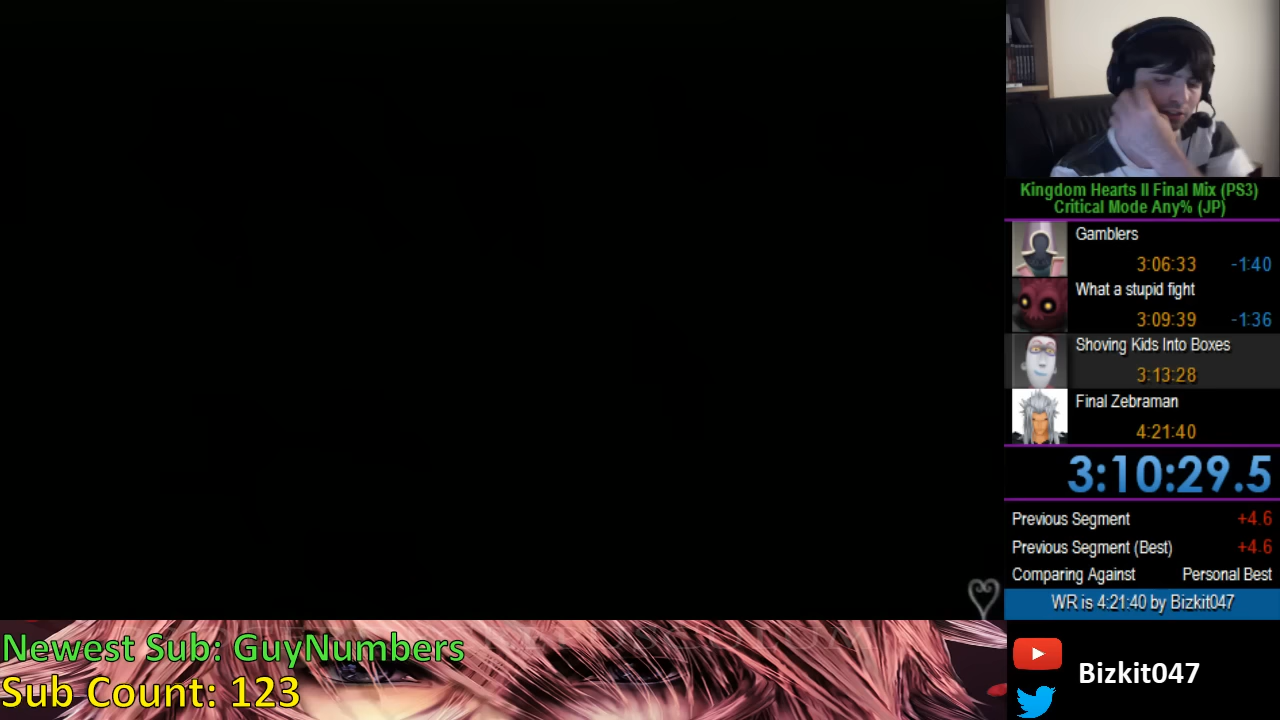 Kingdom Hearts II Final Mix (PS3)
Critical Mode Any% (JP)
Gamblers
3:06:33 -1:40
What a stupid fight
3:09:39 -1:36
Shoving Kids Into Boxes
3:13:28
Final Zebraman
4:21:40
3:10:29.5
Previous Segment +4.6
Previous Segment (Best) +4.6
Comparing Against Personal Best
WR is 4:21:40 by Bizkit047
Newest Sub: GuyNumbers
Sub Count: 123
Bizkit047